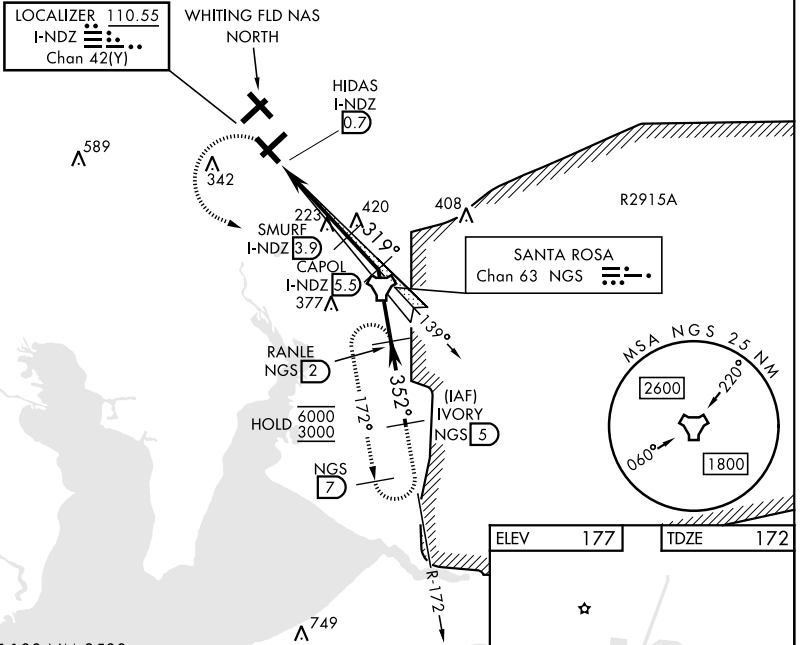 LOCALIZER 110.55
I-NDZ
Chan 42(Y)
WHITING FLD NAS
NORTH
HIDAS
I-NDZ
0.7
589
342
223
420
408
R2915A
SMURF
I-NDZ 3.9
319°
SANTA ROSA
Chan 63 NGS
CAPOL
I-NDZ 5.5
377
139°
RANLE
NGS 2
MSA NGS 25 NM
2600
220°
060°
1800
352°
172°
HOLD 6000
3000
(IAF)
IVORY
NGS 5
NGS
7
ELEV 177
TDZE 172
R-172
749